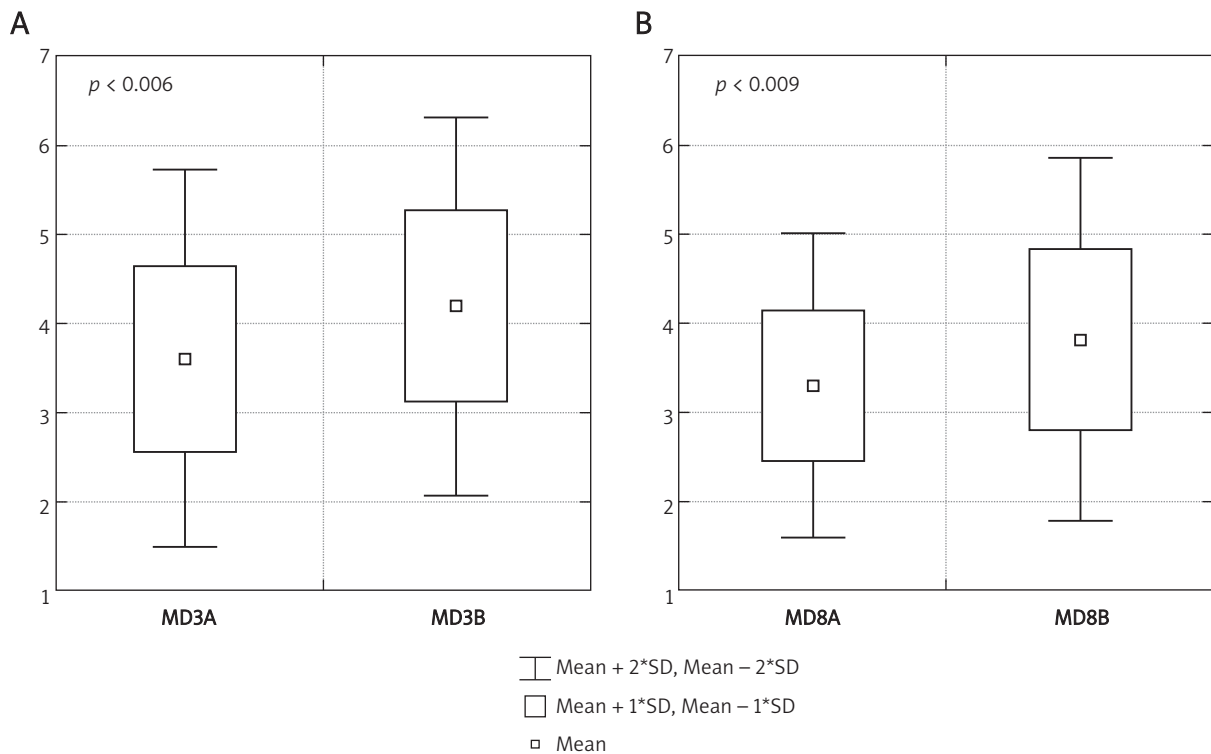 A
7
p < 0.006
6
5
4
3
2
1
MD3A MD3B
B
7
p < 0.009
6
5
4
3
2
1
MD8A MD8B
Mean + 2*SD, Mean – 2*SD
Mean + 1*SD, Mean – 1*SD
Mean